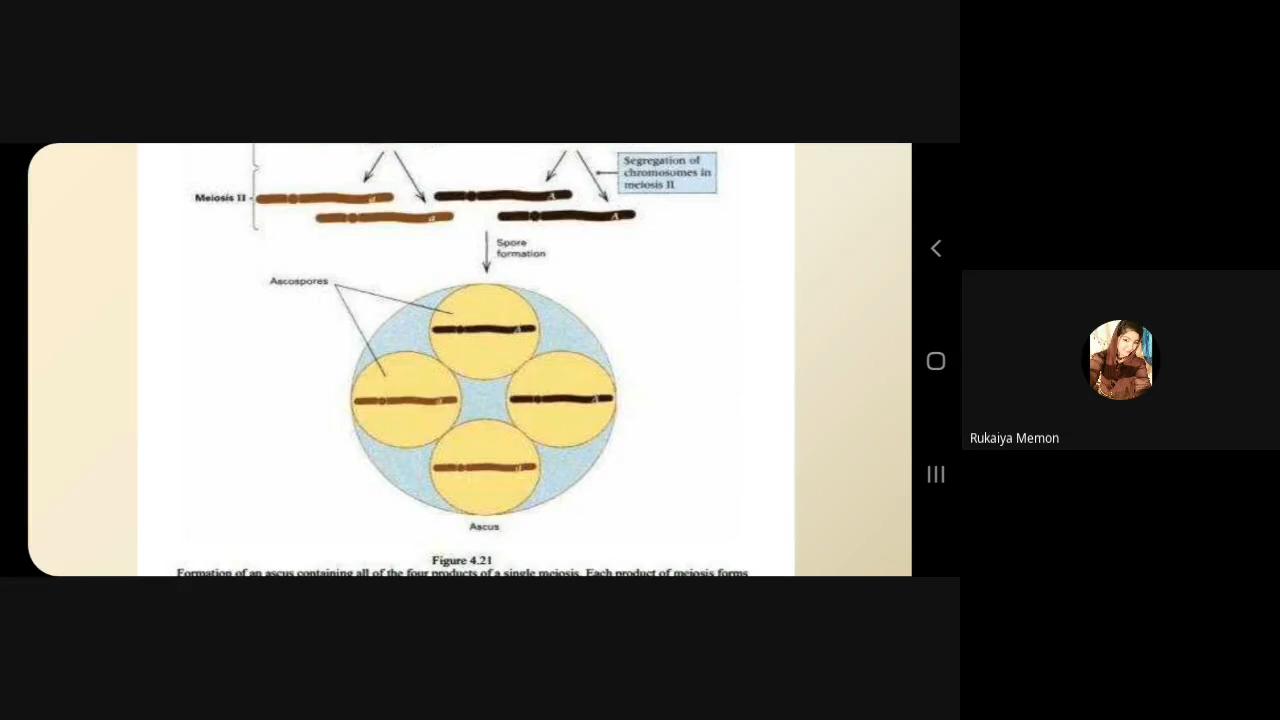 Segregation of
chromosomes in
meiosis II
Meiosis II
a
A
a
A
Spore
formation
Ascospores
A
a
A
a
Ascus
Figure 4.21
Formation of an ascus containing all of the four products of a single meiosis. Each product of meiosis forms
Rukaiya Memon